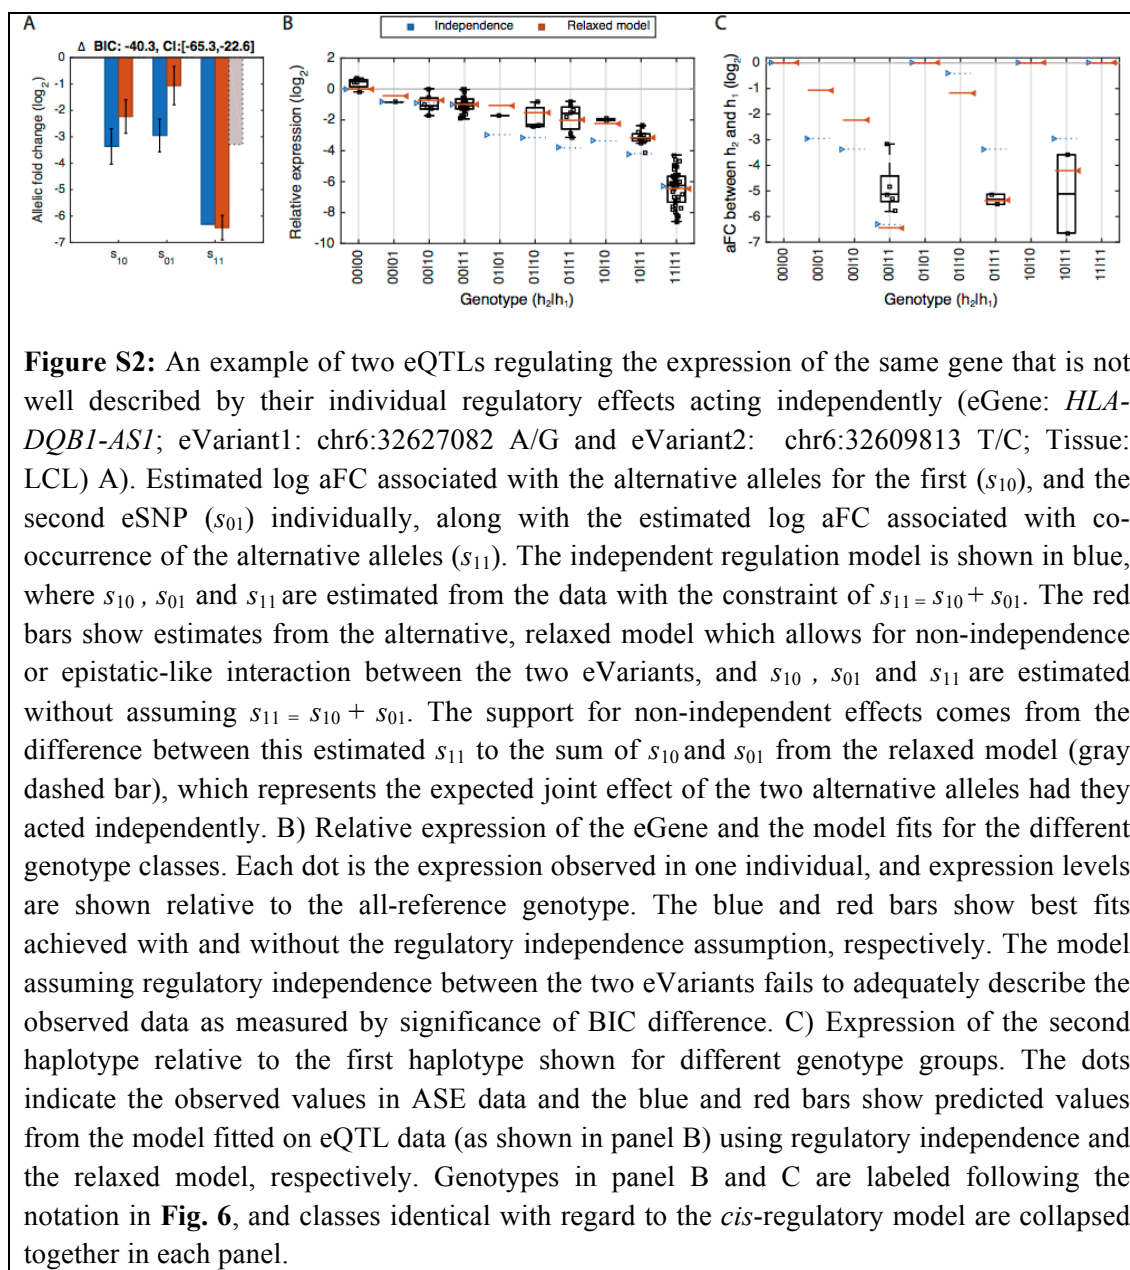 A
Δ BIC: -40.3, CI:[-65.3,-22.6]
Allelic fold change (log2)
0
-1
-2
-3
-4
-5
-6
-7
s10
s01
s11
B
Independence
Relaxed model
Relative expression (log2)
2
0
-2
-4
-6
-8
-10
00|00
00|01
00|10
00|11
01|01
01|10
01|11
10|10
10|11
11|11
Genotype (h2|h1)
C
aFC between h2 and h1 (log2)
0
-1
-2
-3
-4
-5
-6
-7
00|00
00|01
00|10
00|11
01|01
01|10
01|11
10|10
10|11
11|11
Genotype (h2|h1)
Figure S2: An example of two eQTLs regulating the expression of the same gene that is not
well described by their individual regulatory effects acting independently (eGene: HLA-
DQB1-AS1; eVariant1: chr6:32627082 A/G and eVariant2: chr6:32609813 T/C; Tissue:
LCL) A). Estimated log aFC associated with the alternative alleles for the first (s10), and the
second eSNP (s01) individually, along with the estimated log aFC associated with co-
occurrence of the alternative alleles (s11). The independent regulation model is shown in blue,
where s10 , s01 and s11 are estimated from the data with the constraint of s11 = s10 + s01. The red
bars show estimates from the alternative, relaxed model which allows for non-independence
or epistatic-like interaction between the two eVariants, and s10 , s01 and s11 are estimated
without assuming s11 = s10 + s01. The support for non-independent effects comes from the
difference between this estimated s11 to the sum of s10 and s01 from the relaxed model (gray
dashed bar), which represents the expected joint effect of the two alternative alleles had they
acted independently. B) Relative expression of the eGene and the model fits for the different
genotype classes. Each dot is the expression observed in one individual, and expression levels
are shown relative to the all-reference genotype. The blue and red bars show best fits
achieved with and without the regulatory independence assumption, respectively. The model
assuming regulatory independence between the two eVariants fails to adequately describe the
observed data as measured by significance of BIC difference. C) Expression of the second
haplotype relative to the first haplotype shown for different genotype groups. The dots
indicate the observed values in ASE data and the blue and red bars show predicted values
from the model fitted on eQTL data (as shown in panel B) using regulatory independence and
the relaxed model, respectively. Genotypes in panel B and C are labeled following the
notation in Fig. 6, and classes identical with regard to the cis-regulatory model are collapsed
together in each panel.